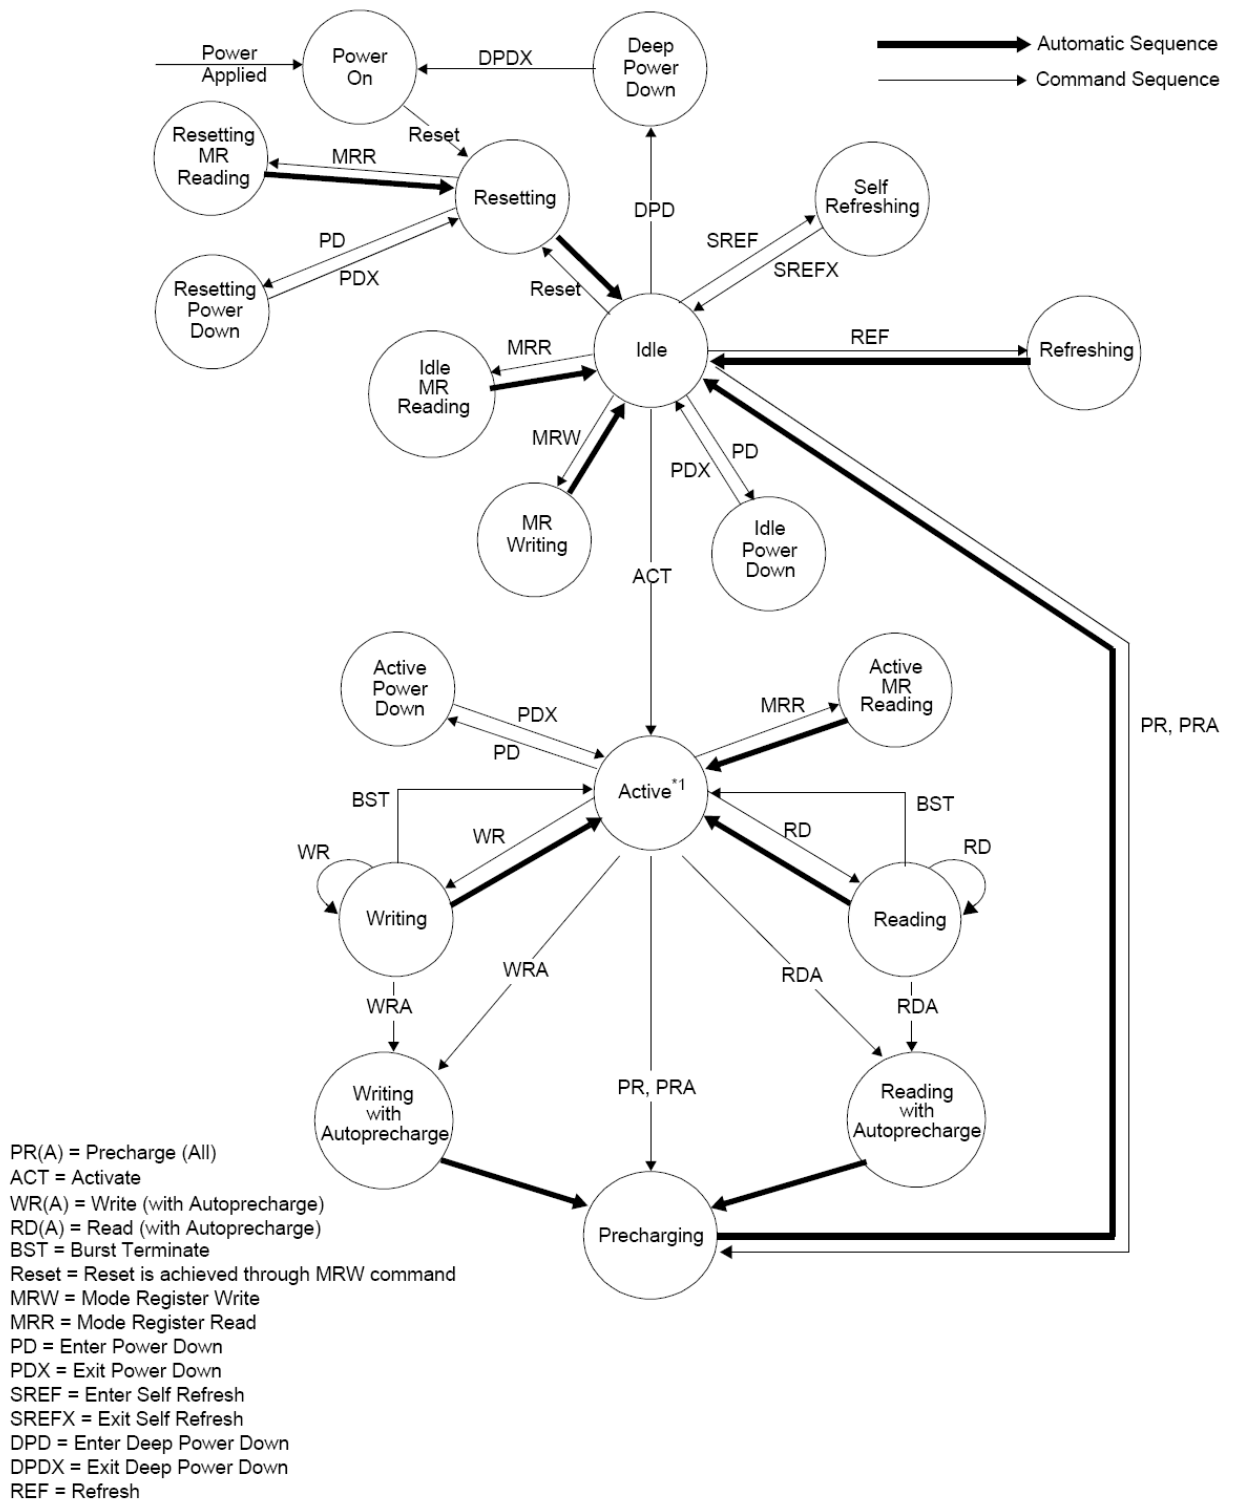 Power
Applied
Power
On
DPDX
Deep
Power
Down
Automatic Sequence
Command Sequence
Reset
Resetting
MR
Reading
MRR
Resetting
Self
Refreshing
DPD
SREF
SREFX
PD
PDX
Resetting
Power
Down
Reset
Idle
REF
Refreshing
MRR
Idle
MR
Reading
MRW
PDX
PD
MR
Writing
Idle
Power
Down
ACT
Active
Power
Down
PDX
PD
MRR
Active
MR
Reading
PR, PRA
Active*1
BST
BST
WR
RD
WR
RD
Writing
Reading
WRA
RDA
WRA
RDA
Writing
with
Autoprecharge
PR, PRA
Reading
with
Autoprecharge
Precharging
PR(A) = Precharge (All)
ACT = Activate
WR(A) = Write (with Autoprecharge)
RD(A) = Read (with Autoprecharge)
BST = Burst Terminate
Reset = Reset is achieved through MRW command
MRW = Mode Register Write
MRR = Mode Register Read
PD = Enter Power Down
PDX = Exit Power Down
SREF = Enter Self Refresh
SREFX = Exit Self Refresh
DPD = Enter Deep Power Down
DPDX = Exit Deep Power Down
REF = Refresh